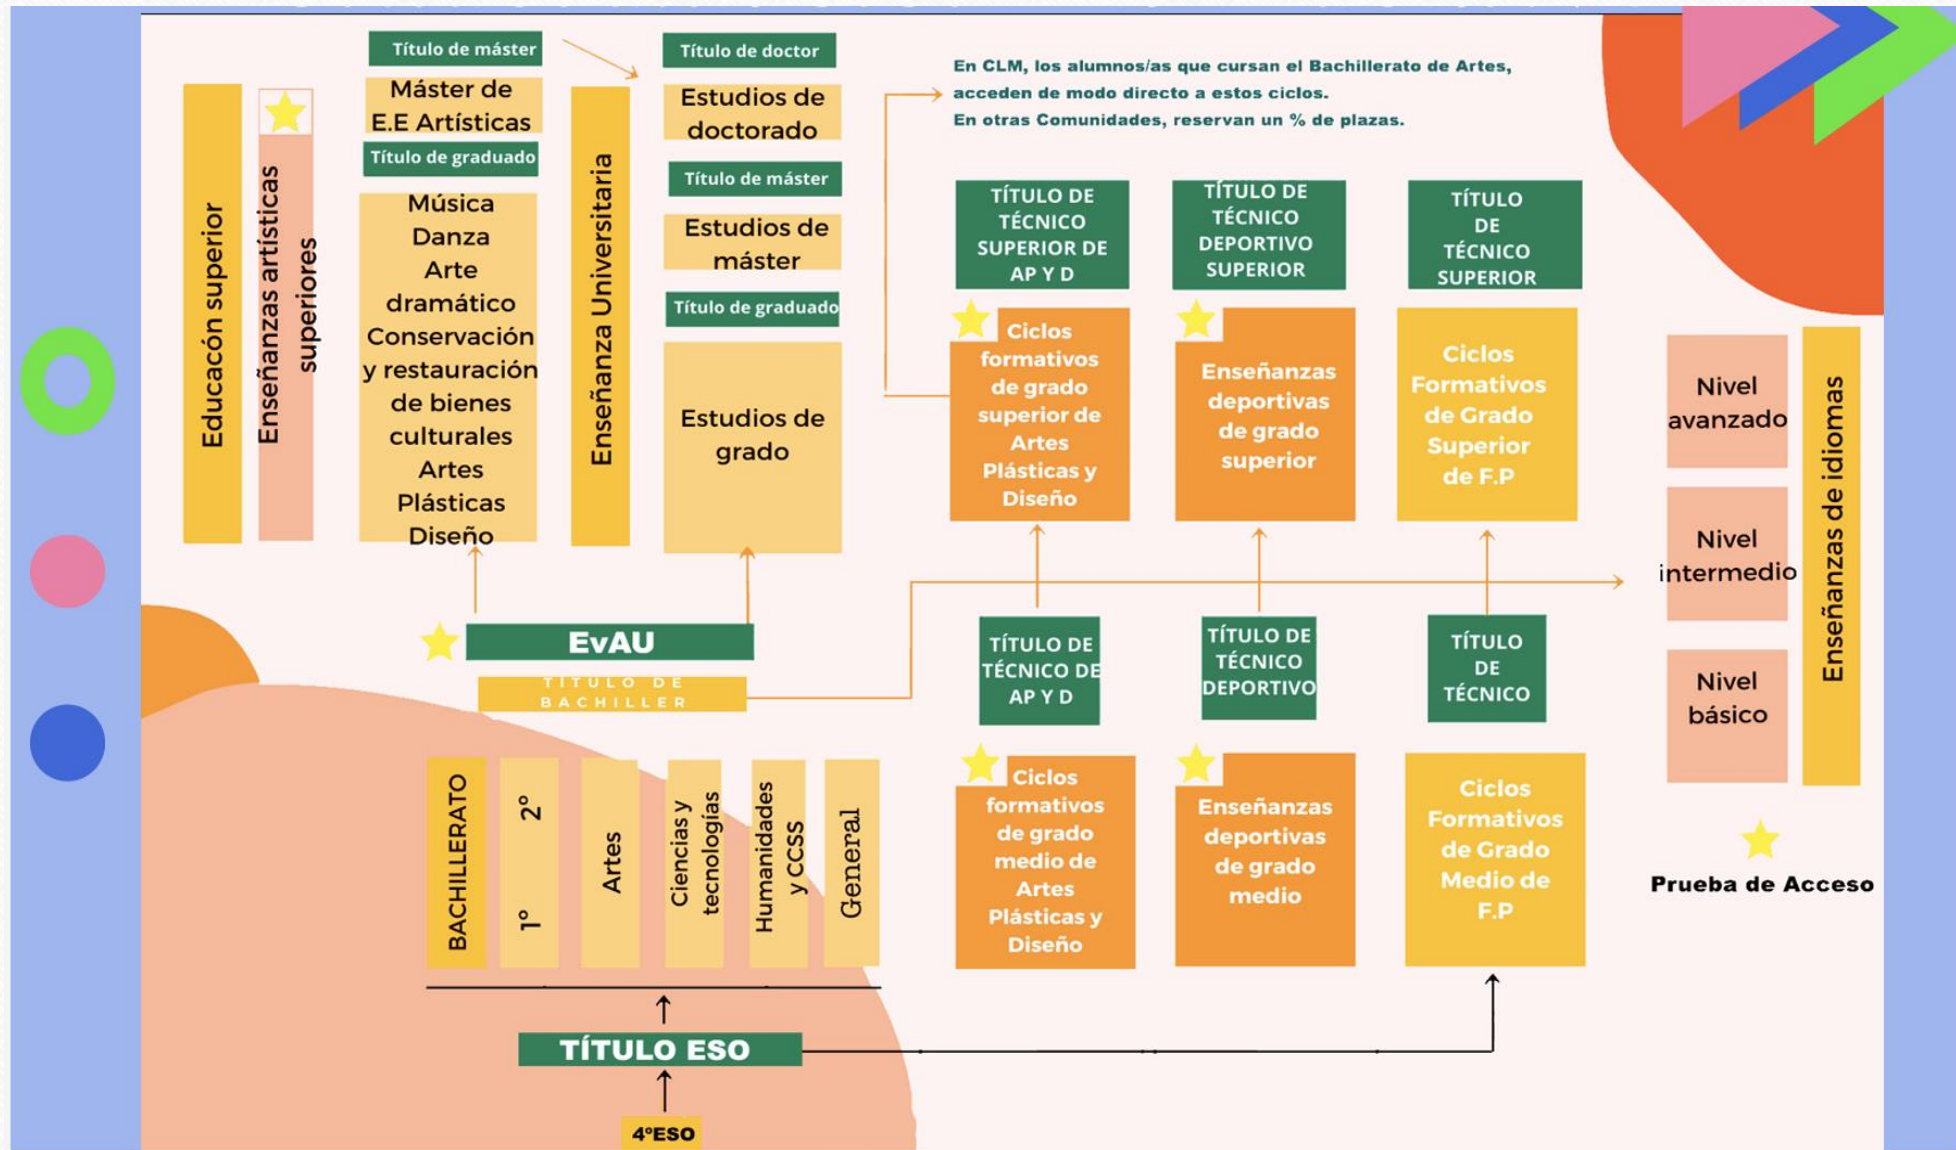 Educacón superior
Enseñanzas artísticas
superiores
Título de máster
Máster de
E.E Artísticas
Título de graduado
Música
Danza
Arte
dramático
Conservación
y restauración
de bienes
culturales
Artes
Plásticas
Diseño
Enseñanza Universitaria
Título de doctor
Estudios de
doctorado
Título de máster
Estudios de
máster
Título de graduado
Estudios de
grado
En CLM, los alumnos/as que cursan el Bachillerato de Artes,
acceden de modo directo a estos ciclos.
En otras Comunidades, reservan un % de plazas.
TÍTULO DE
TÉCNICO
SUPERIOR DE
AP Y D
Ciclos
formativos
de grado
superior de
Artes
Plásticas y
Diseño
TÍTULO DE
TÉCNICO
DEPORTIVO
SUPERIOR
Enseñanzas
deportivas
de grado
superior
TÍTULO
DE
TÉCNICO
SUPERIOR
Ciclos
Formativos
de Grado
Superior
de F.P
Nivel
avanzado
Nivel
intermedio
Nivel
básico
Enseñanzas de idiomas
Prueba de Acceso
EvAU
TÍTULO DE
BACHILLER
TÍTULO DE
TÉCNICO DE
AP Y D
Ciclos
formativos
de grado
medio de
Artes
Plásticas y
Diseño
TÍTULO DE
TÉCNICO
DEPORTIVO
Enseñanzas
deportivas
de grado
medio
TÍTULO
DE
TÉCNICO
Ciclos
Formativos
de Grado
Medio de
F.P
BACHILLERATO
1º 2º
Artes
Ciencias y
tecnologías
Humanidades
y CCSS
General
TÍTULO ESO
4ºESO